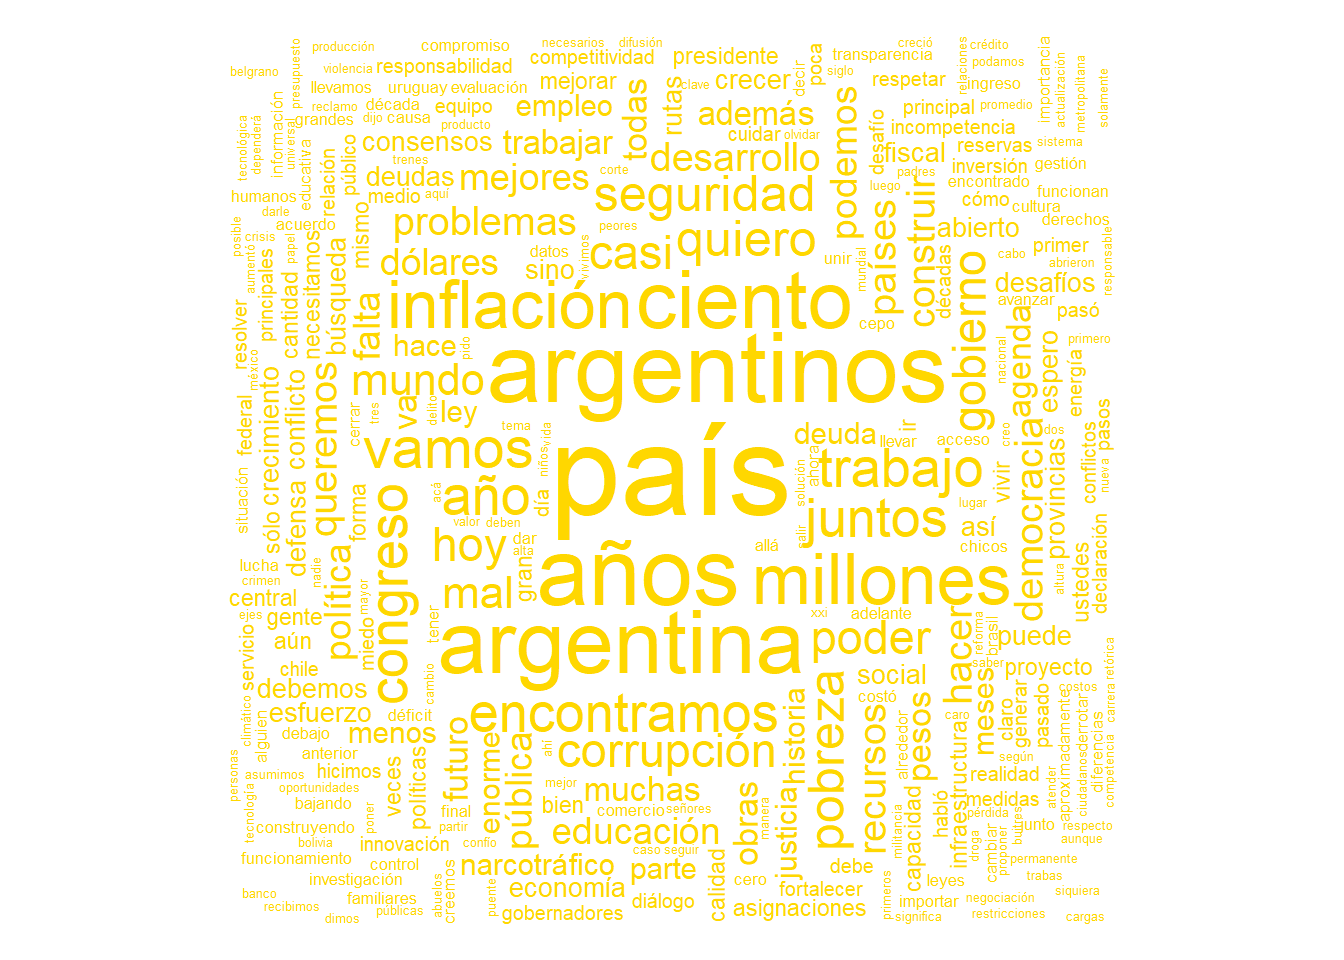 necesarios
difusión
creció
crédito
producción
compromiso
presidente
transparencia
belgrano
violencia
responsabilidad
competitividad
decir
poca
siglo
relaciones
podamos
importancia
actualización
metropolitana
solamente
presupuesto
llevamos
uruguay
evaluación
mejorar
crecer
clave
respetar
ingreso
reclamo
década
equipo
empleo
todas
rutas
además
principal
promedio
grandes
dijo
causa
producto
cuidar
olvidar
desafío
incompetencia
tecnológica
dependerá
universal
información
educativa
consensos
trabajar
podemos
fiscal
reservas
sistema
relación
público
trenes
deudas
mejores
corte
desarrollo
padres
inversión
gestión
humanos
medio
aquí
seguridad
luego
encontrado
funcionan
darle
acuerdo
mismo
problemas
peores
países
construir
cómo
cultura
derechos
posible
crisis
papel
necesitamos
búsqueda
datos
casi
quiero
abierto
primer
responsable
aumentó
principales
cantidad
dólares
sino
vivimos
unir
mundial
décadas
cabo
abrieron
desafíos
resolver
méxico
falta
inflación
ciento
cepo
gobierno
avanzar
pasó
hace
pido
argentinos
nacional
agenda
espero
energía
primero
federal
crecimiento
conflicto
queremos
mundo
va
ley
tres
delito
cerrar
deuda
llevar
ir
acceso
creo
dos
pasos
situación
sólo
defensa
forma
vamos
tema
niños
vida
país
solución
ahora
trabajo
vivir
democracia
provincias
conflictos
nueva
acá
año
día
valor
deben
juntos
lugar
así
salir
lucha
nadie
política
congreso
hoy
dar
alta
allá
chicos
altura
ustedes
declaración
crimen
central
mayor
mal
gran
años
millones
ejes
gente
miedo
tener
argentina
xxi
adelante
reforma
brasil
aún
poder
hacer
puede
servicio
chile
cambio
social
saber
proyecto
retórica
debemos
costó
costos
carrera
climático
esfuerzo
déficit
encontramos
pobreza
recursos
pesos
caro
meses
claro
generar
pasado
aproximadamente
derrotar
diferencias
alguien
debajo
menos
futuro
ahí
corrupción
historia
alrededor
infraestructura
según
personas
anterior
asumimos
hicimos
veces
políticas
enorme
pública
realidad
ciudadanos
competencia
tecnología
oportunidades
mejor
muchas
justicia
capacidad
medidas
atender
bajando
poner
final
bien
comercio
señores
manera
obras
habló
pérdida
construyendo
partir
educación
militancia
cambiar
droga
proponer
buitres
junto
respecto
bolivia
innovación
conflo
caso
seguir
aunque
funcionamiento
control
narcotráfico
parte
calidad
debe
permanente
investigación
creemos
economía
cero
fortalecer
leyes
trabas
banco
familiares
abuelos
puente
diálogo
asignaciones
primeros
importar
negociación
siquiera
recibimos
dimos
públicas
gobernadores
significa
restricciones
cargas